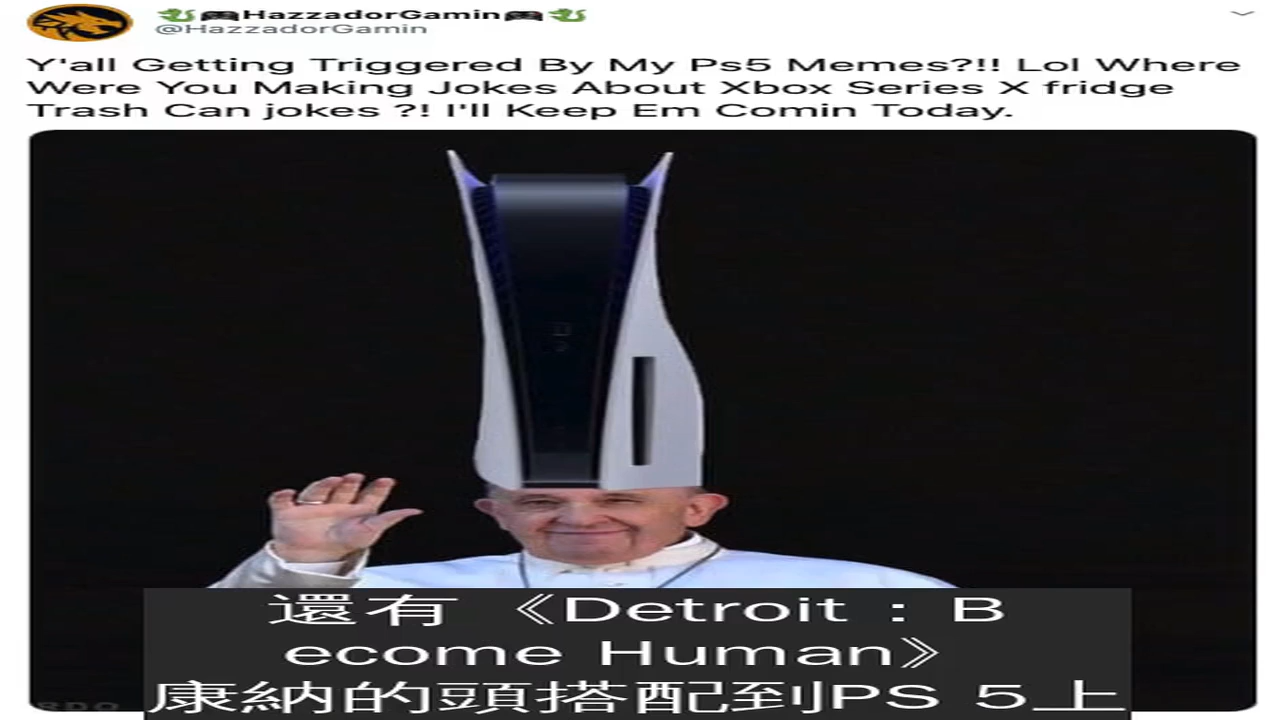 🐉🎮HazzadorGamin🎮🐉
@HazzadorGamin
Y'all Getting Triggered By My Ps5 Memes?!! Lol Where
Were You Making Jokes About Xbox Series X fridge
Trash Can jokes ?! I'll Keep Em Comin Today.
還有 《Detroit : B
ecome Human》
康納的頭搭配到PS 5上